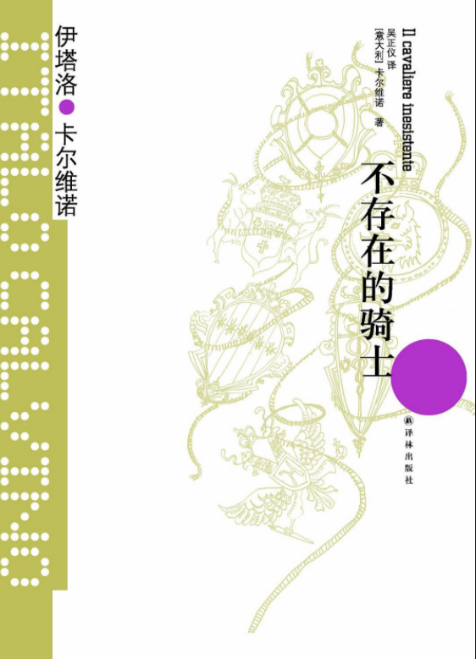 伊塔洛
卡尔维诺
ITALO CALVINO
Il cavaliere inesistente
吴正仪 译
[意大利] 卡尔维诺 著
不存在的骑士
译林出版社